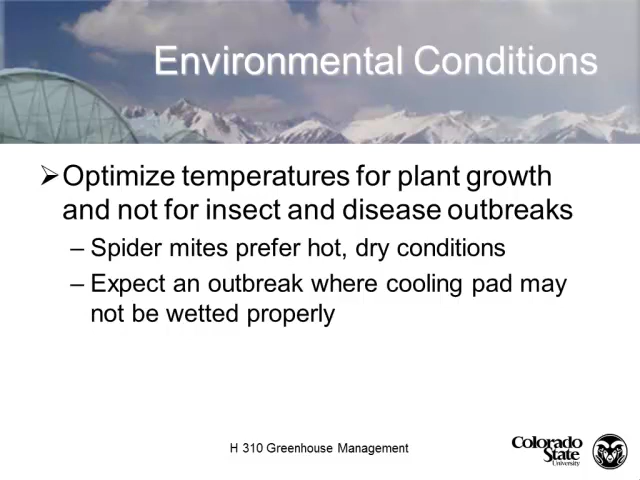 Environmental Conditions
➢Optimize temperatures for plant growth
and not for insect and disease outbreaks
– Spider mites prefer hot, dry conditions
– Expect an outbreak where cooling pad may
not be wetted properly
H 310 Greenhouse Management
Colorado
State
University